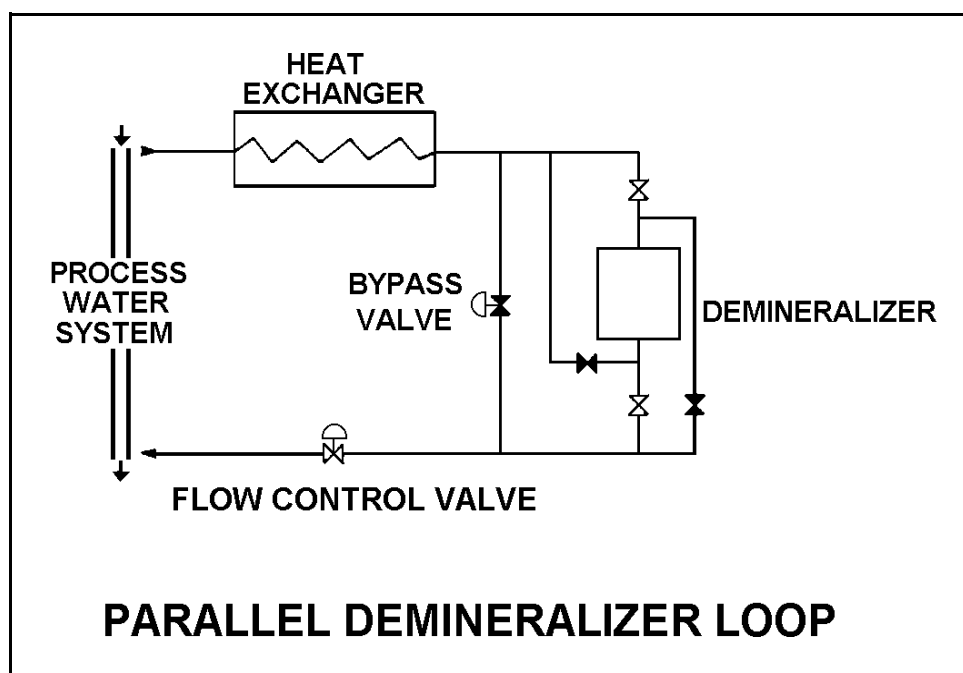 HEAT
EXCHANGER
PROCESS
WATER
SYSTEM
BYPASS
VALVE
DEMINERALIZER
FLOW CONTROL VALVE
PARALLEL DEMINERALIZER LOOP